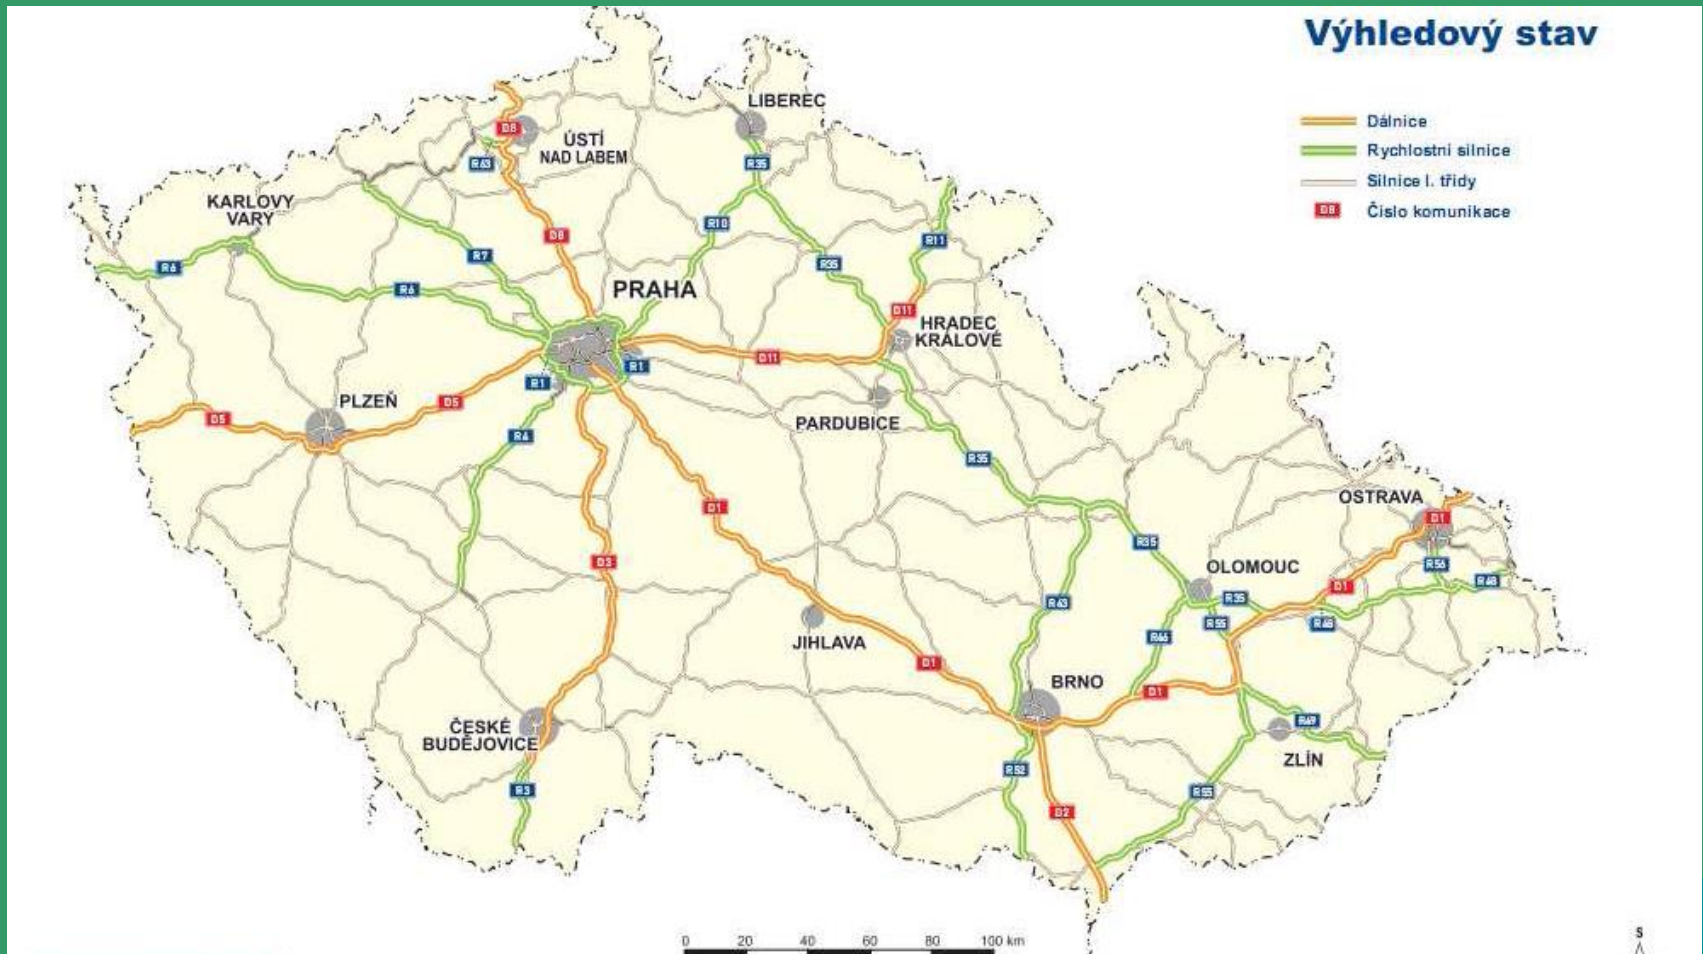 Výhledový stav
Dálnice
Rychlostní silnice
Silnice I. třídy
D8 Číslo komunikace
LIBEREC
D8
ÚSTÍ
NAD LABEM
R63
R35
KARLOVY
VARY
R10
D8
R11
R7
R6
R35
R6
PRAHA
D11
HRADEC
KRÁLOVÉ
D11
R1
R1
PLZEŇ
D5
D5
PARDUBICE
R4
R35
OSTRAVA
D1
D1
R35
D3
OLOMOUC
R56
R48
D1
R35
R43
R55
R48
JIHLAVA
R46
D1
BRNO
D1
ČESKÉ
BUDĚJOVICE
R49
ZLÍN
R52
R3
R55
D2
0 20 40 60 80 100 km
S